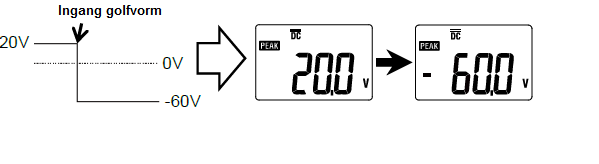 Ingang golfvorm
20V
0V
-60V
DC
PEAK
20.0 V
DC
PEAK
- 60.0 V